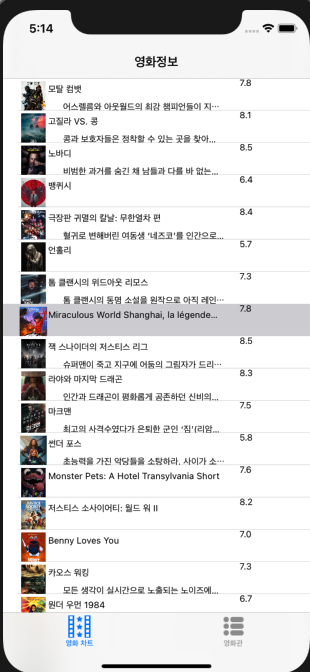 5:14
영화정보
모탈 컴뱃
7.8
어스렐름와 아웃월드의 최강 챔피언들이 지…
고질라 VS. 콩
8.1
콩과 보호자들은 정착할 수 있는 곳을 찾아…
노바디
8.5
비범한 과거를 숨긴 채 남들과 다를 바 없는…
뱅퀴시
6.4
극장판 귀멸의 칼날: 무한열차 편
8.4
혈귀로 변해버린 여동생 ‘네즈코’를 인간으로…
언홀리
5.7
톰 클랜시의 위드아웃 리모스
7.3
톰 클랜시의 동명 소설을 원작으로 아직 레인…
Miraculous World Shanghai, la légende…
7.8
잭 스나이더의 저스티스 리그
8.5
슈퍼맨이 죽고 지구에 어둠의 그림자가 드리…
라야와 마지막 드래곤
8.3
인간과 드래곤이 평화롭게 공존하던 신비의…
마크맨
7.5
최고의 사격수였다가 은퇴한 군인 ‘짐’(리암…
썬더 포스
5.8
초능력을 가진 악당들을 소탕하라. 사이가 소…
Monster Pets: A Hotel Transylvania Short
7.6
저스티스 소사이어티: 월드 워 II
8.2
Benny Loves You
7.0
카오스 워킹
7.3
모든 생각이 실시간으로 노출되는 노이즈에…
원더 우먼 1984
6.7
영화 차트
영화관